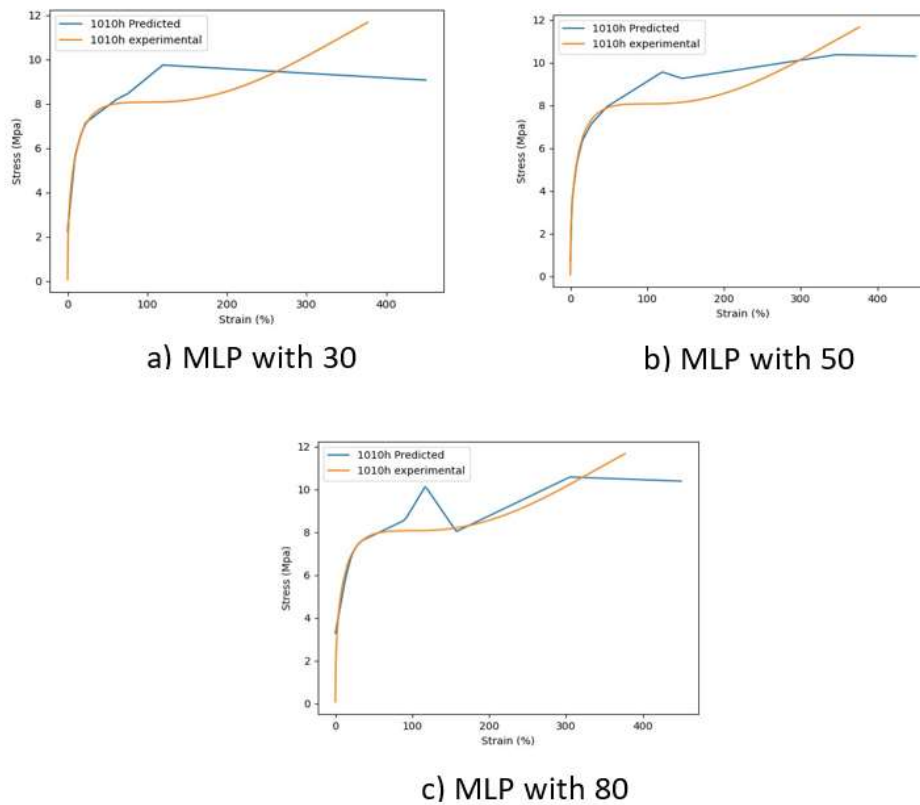 12
10
8
6
4
2
0
Stress (Mpa)
1010h Predicted
1010h experimental
0 100 200 300 400
Strain (%)
a) MLP with 30
12
10
8
6
4
2
0
Stress (Mpa)
1010h Predicted
1010h experimental
0 100 200 300 400
Strain (%)
b) MLP with 50
12
10
8
6
4
2
0
Stress (Mpa)
1010h Predicted
1010h experimental
0 100 200 300 400
Strain (%)
c) MLP with 80